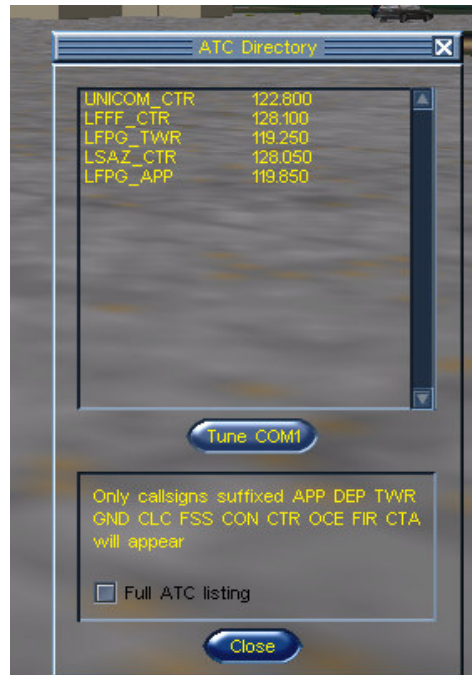 ATC Directory
UNICOM_CTR 122.800
LFFF_CTR 128.100
LFPG_TWR 119.250
LSAZ_CTR 128.050
LFPG_APP 119.850
Tune COM1
Only callsigns suffixed APP DEP TWR
GND CLC FSS CON CTR OCE FIR CTA
will appear
Full ATC listing
Close